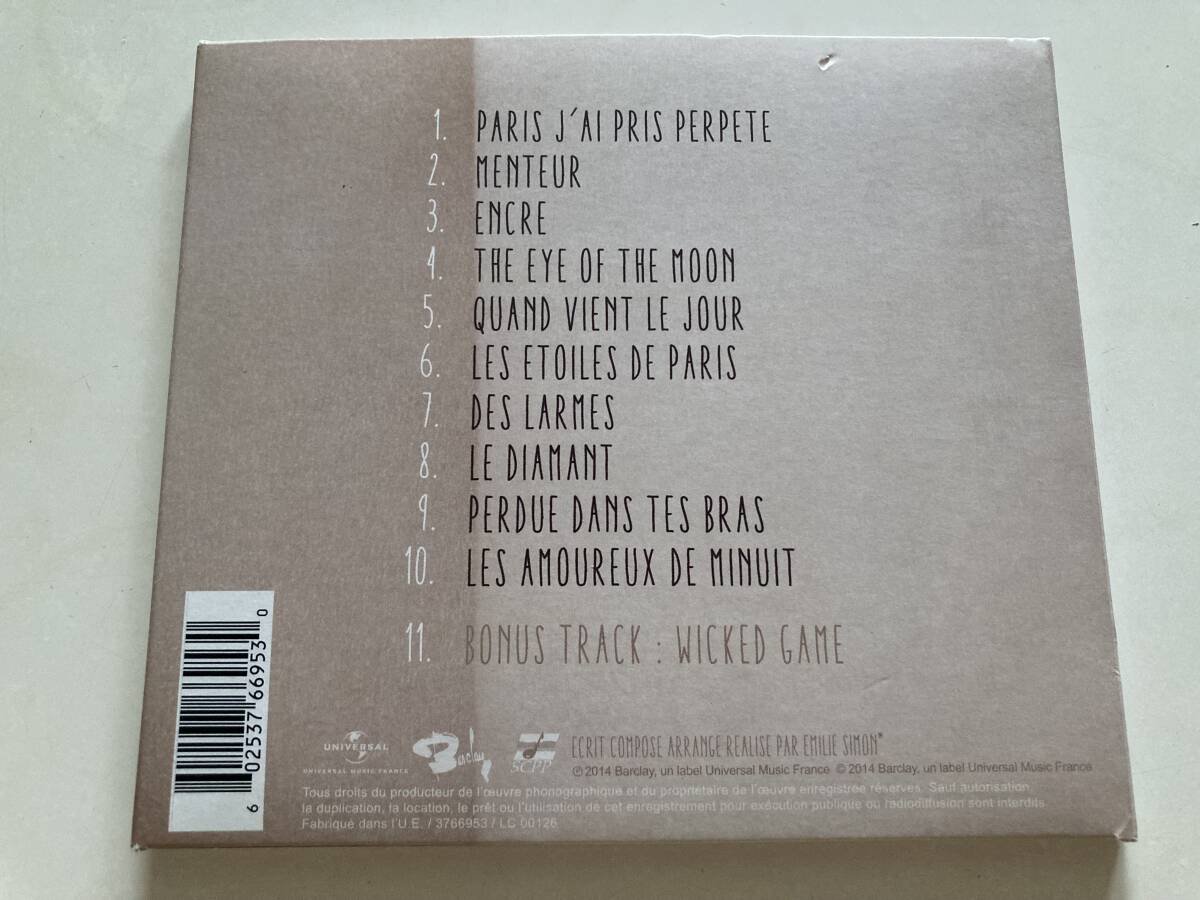 1. PARIS J'AI PRIS PERPETE
2. MENTEUR
3. ENCRE
4. THE EYE OF THE MOON
5. QUAND VIENT LE JOUR
6. LES ETOILES DE PARIS
7. DES LARMES
8. LE DIAMANT
9. PERDUE DANS TES BRAS
10. LES AMOUREUX DE MINUIT
11. BONUS TRACK : WICKED GAME
6 02537 66953 0
UNIVERSAL
UNIVERSAL MUSIC FRANCE
Barclay
SCPP
ECRIT COMPOSE ARRANGE REALISE PAR EMILIE SIMON*
℗ 2014 Barclay, un label Universal Music France © 2014 Barclay, un label Universal Music France
Tous droits du producteur de l'œuvre phonographique et du propriétaire de l'œuvre enregistrée réservés. Sauf autorisation,
la duplication, la location, le prêt ou l'utilisation de cet enregistrement pour exécution publique ou radiodiffusion sont interdits.
Fabriqué dans l'U.E. / 3766953 / LC 00126